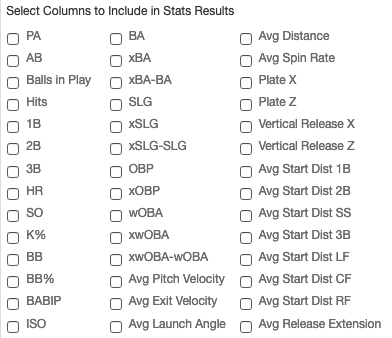 Select Columns to Include in Stats Results
PA
AB
Balls in Play
Hits
1B
2B
3B
HR
SO
K%
BB
BB%
BABIP
ISO
BA
xBA
xBA-BA
SLG
xSLG
xSLG-SLG
OBP
xOBP
wOBA
xwOBA
xwOBA-wOBA
Avg Pitch Velocity
Avg Exit Velocity
Avg Launch Angle
Avg Distance
Avg Spin Rate
Plate X
Plate Z
Vertical Release X
Vertical Release Z
Avg Start Dist 1B
Avg Start Dist 2B
Avg Start Dist SS
Avg Start Dist 3B
Avg Start Dist LF
Avg Start Dist CF
Avg Start Dist RF
Avg Release Extension